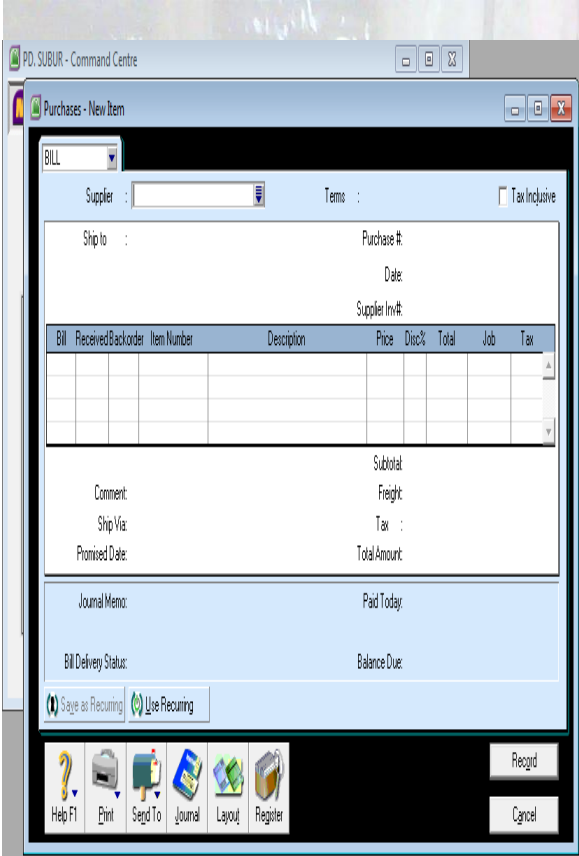 PD. SUBUR - Command Centre
Purchases - New Item
BILL
Supplier : Terms : Tax Inclusive
Ship to : Purchase #:
Date:
Supplier Inv#:
Bill Received Backorder Item Number Description Price Disc% Total Job Tax
Subtotal:
Comment: Freight:
Ship Via: Tax :
Promised Date: Total Amount:
Journal Memo: Paid Today:
Bill Delivery Status: Balance Due:
Save as Recurring Use Recurring
Help F1 Print Send To Journal Layout Register
Record
Cancel